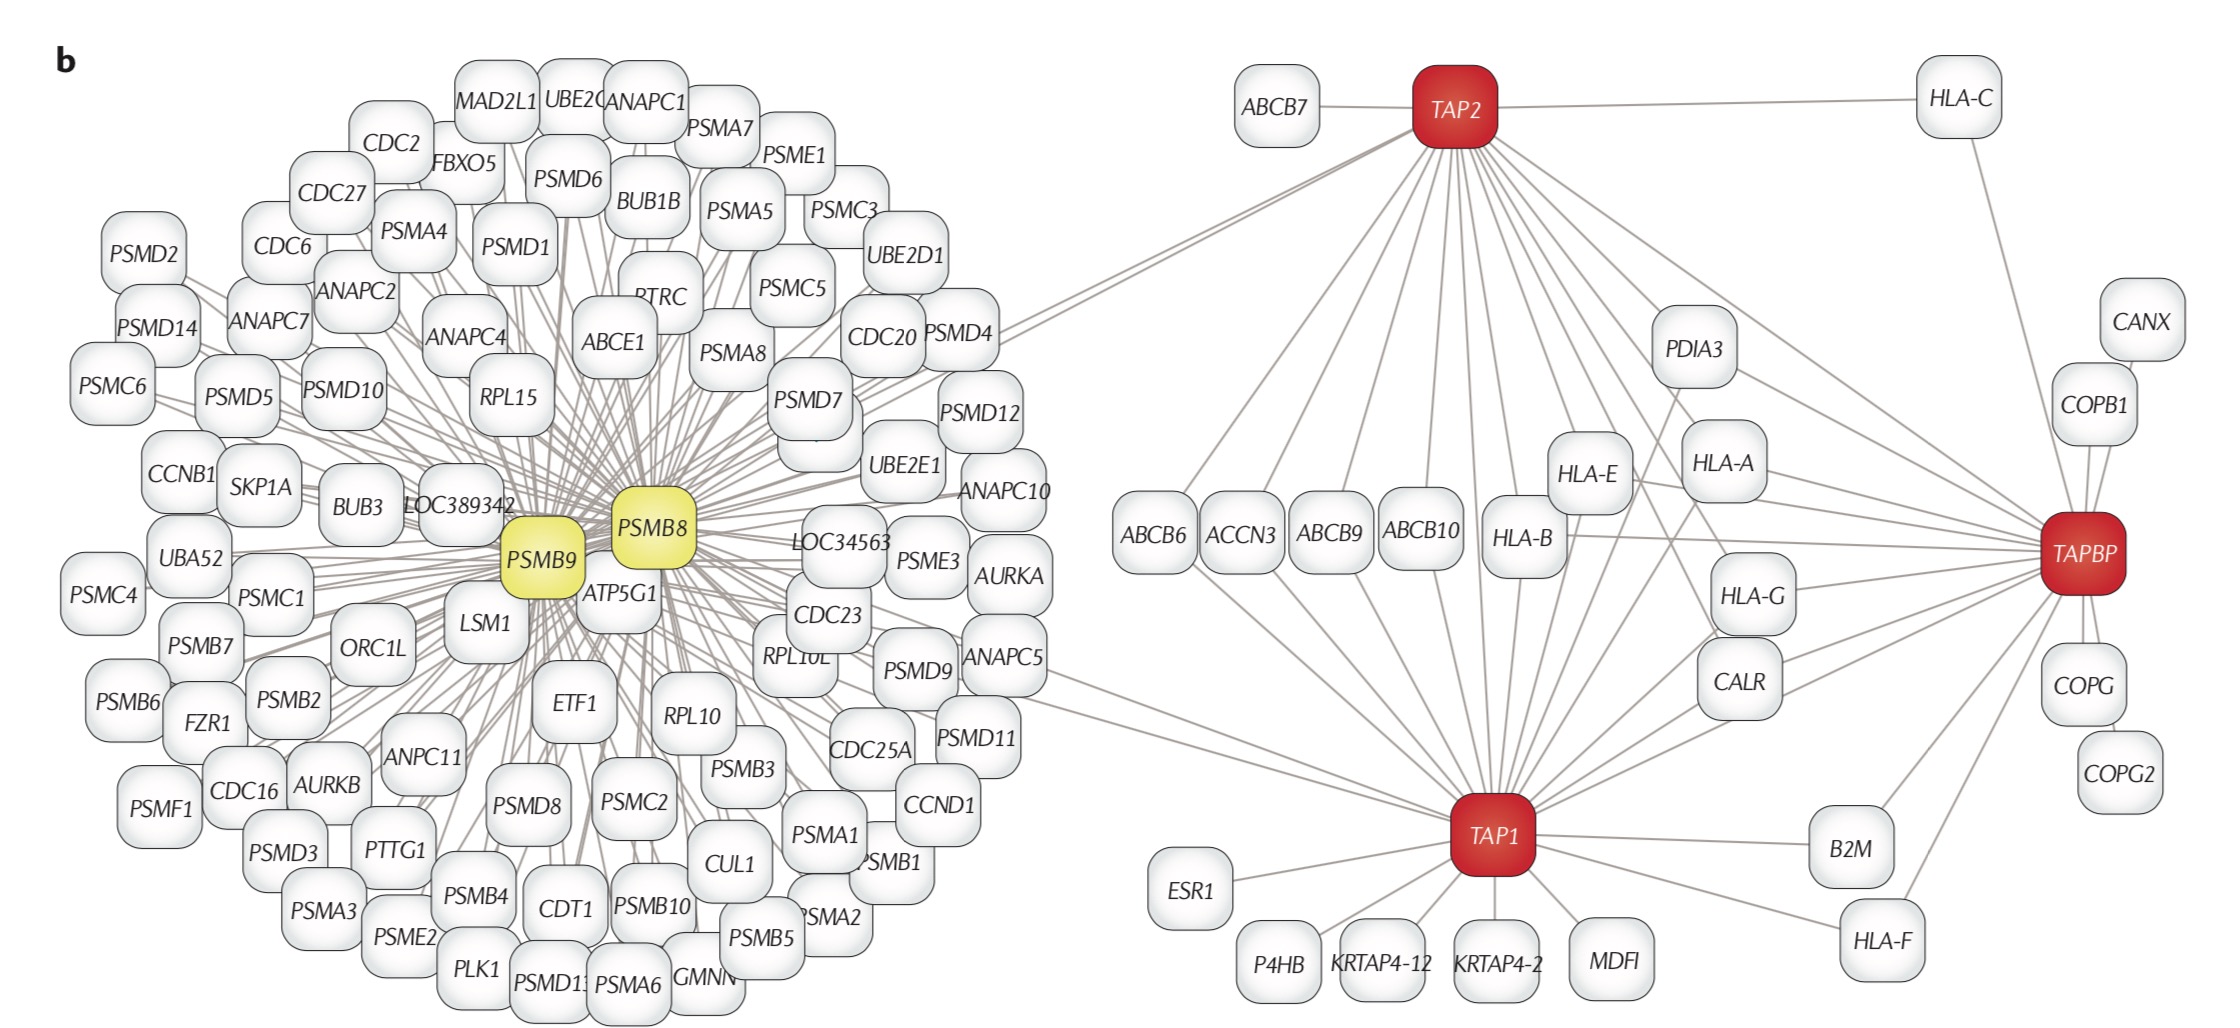 b
MAD2L1
UBE2C
ANAPC1
PSMA7
CDC2
FBXO5
PSME1
PSMD6
BUB1B
PSMA5
PSMC3
CDC27
PSMA4
PSMD1
UBE2D1
PSMD2
CDC6
ANAPC2
PTRC
PSMC5
PSMD14
ANAPC7
ANAPC4
ABCE1
PSMA8
CDC20
PSMD4
PSMC6
PSMD5
PSMD10
RPL15
PSMD7
PSMD12
CCNB1
SKP1A
BUB3
LOC389342
UBE2E1
ANAPC10
PSMB9
PSMB8
UBA52
LOC34563
PSME3
AURKA
PSMC4
PSMC1
LSM1
ATP5G1
CDC23
PSMB7
ORC1L
RPL10L
PSMD9
ANAPC5
PSMB6
FZR1
PSMB2
ETF1
RPL10
CDC25A
PSMD11
PSMF1
CDC16
AURKB
ANPC11
PSMD8
PSMC2
PSMB3
CCND1
PSMD3
PTTG1
CUL1
PSMA1
PSMB1
PSMA3
PSME2
PSMB4
CDT1
PSMB10
PSMB5
PSMA2
PLK1
PSMD13
PSMA6
GMNN
ABCB7
TAP2
HLA-C
PDIA3
CANX
COPB1
HLA-E
HLA-A
ABCB6
ACCN3
ABCB9
ABCB10
HLA-B
TAPBP
HLA-G
CALR
COPG
COPG2
TAP1
B2M
ESR1
HLA-F
P4HB
KRTAP4-12
KRTAP4-2
MDFI